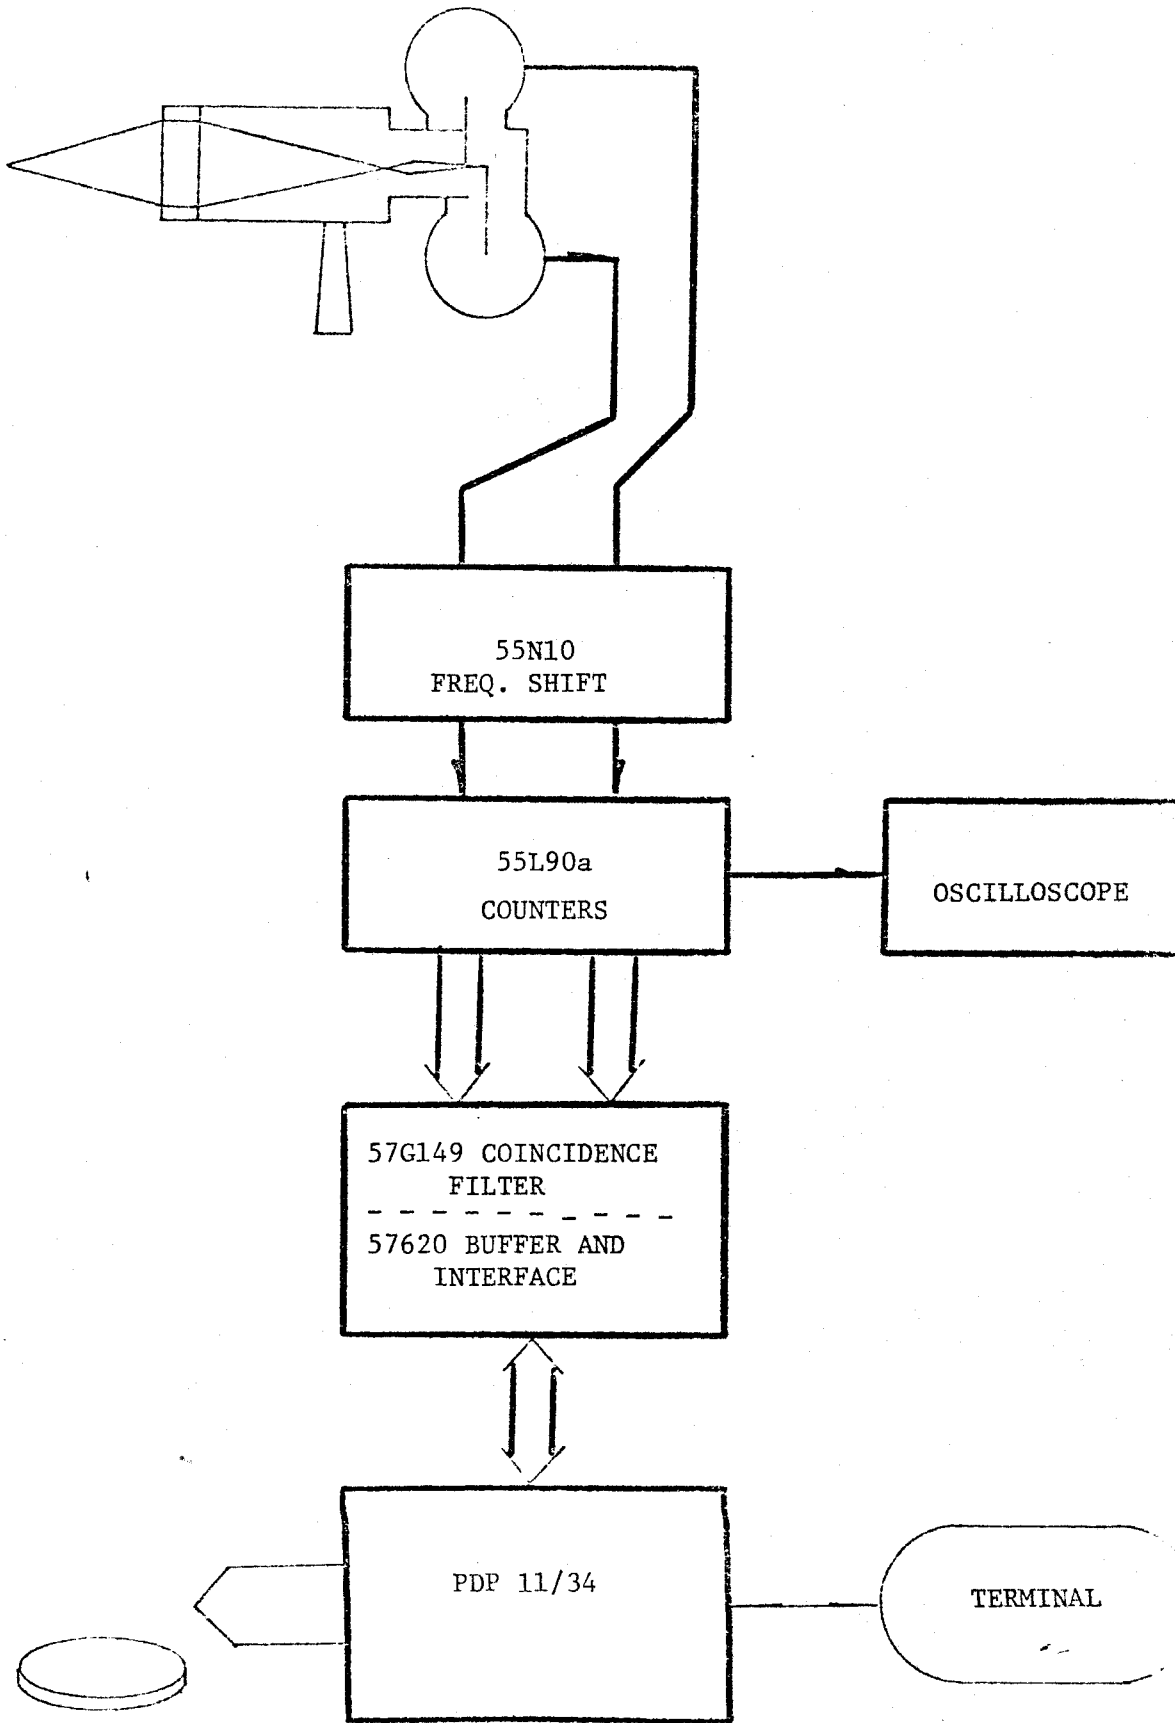 55N10
FREQ. SHIFT
55L90a
COUNTERS
OSCILLOSCOPE
57G149 COINCIDENCE
FILTER
57620 BUFFER AND
INTERFACE
PDP 11/34
TERMINAL